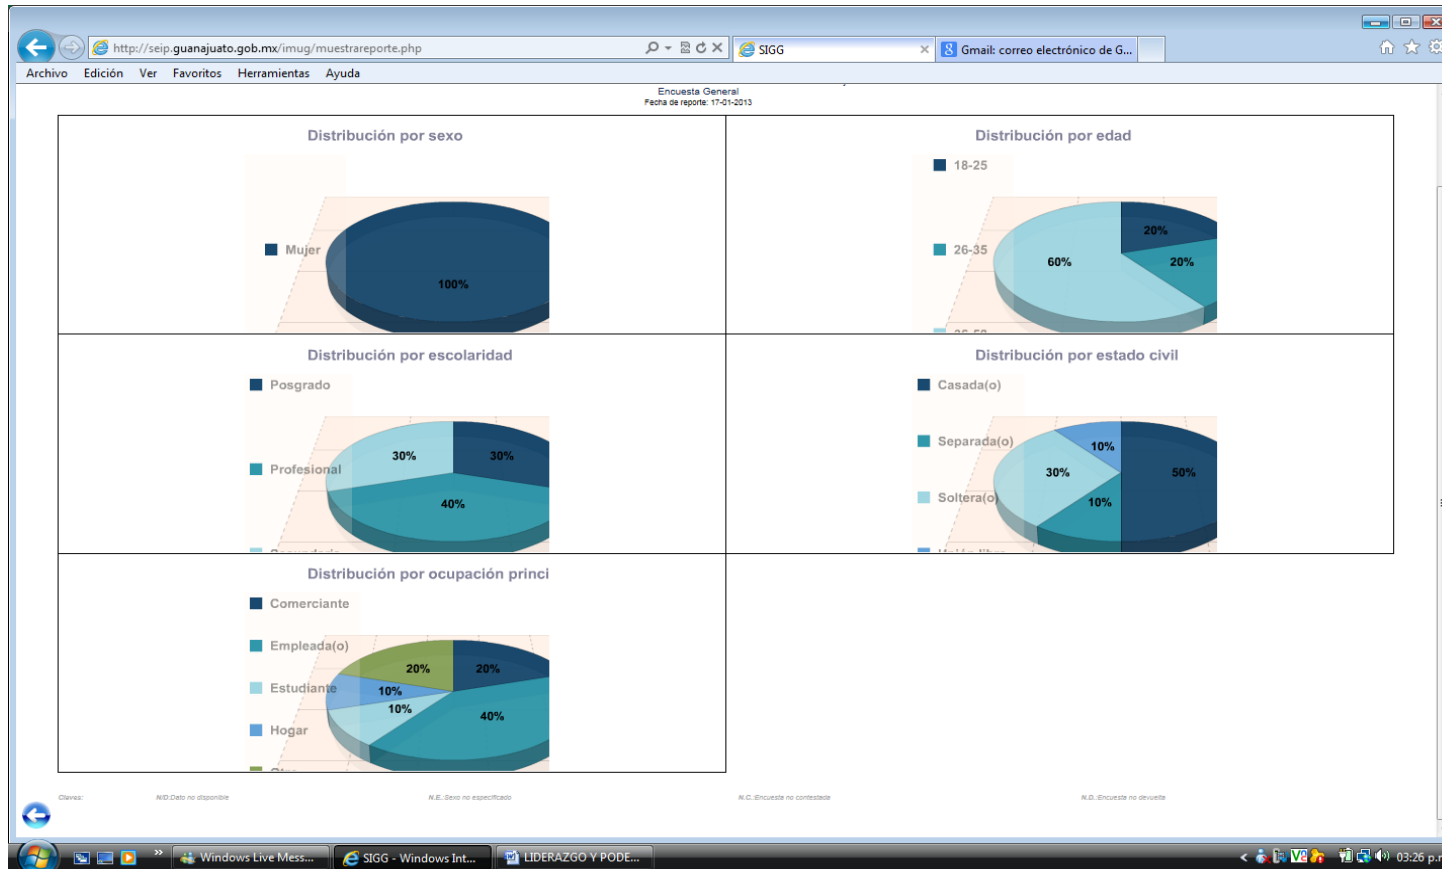 http://seip.guanajuato.gob.mx/imug/muestrareporte.php
SIGG
Gmail: correo electrónico de G...
Archivo Edición Ver Favoritos Herramientas Ayuda
Encuesta General
Fecha de reporte: 17-01-2013
Distribución por sexo
Mujer
100%
Distribución por edad
18-25
26-35
20%
60%
20%
Distribución por escolaridad
Posgrado
Profesional
30%
30%
40%
Distribución por estado civil
Casada(o)
Separada(o)
Soltera(o)
Unión libre
10%
50%
30%
10%
Distribución por ocupación princi
Comerciante
Empleada(o)
Estudiante
Hogar
20%
20%
10%
10%
40%
Claves: N/D:Dato no disponible N.E.:Sexo no especificado N.C.:Encuesta no contestada N.D.:Encuesta no devuelta
Windows Live Mess...
SIGG - Windows Int...
LIDERAZGO Y PODE...
03:26 p.m